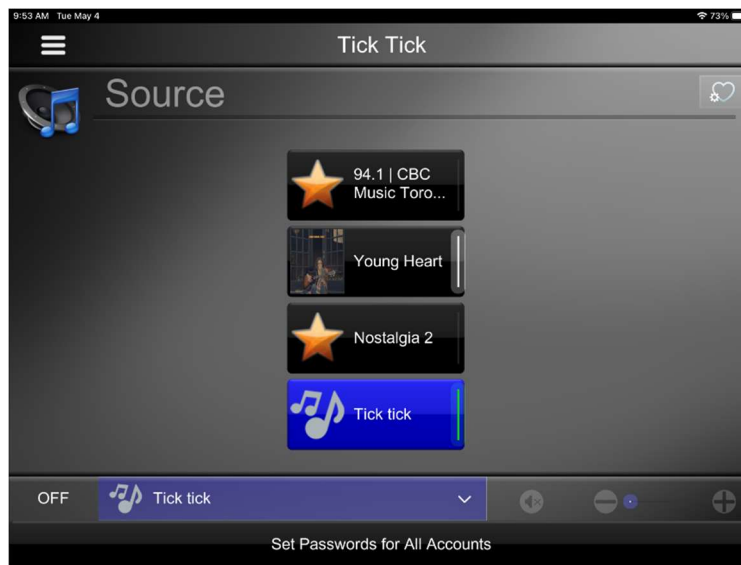 9:53 AM Tue May 4
73%
Tick Tick
Source
94.1 | CBC
Music Toro...
Young Heart
Nostalgia 2
Tick tick
OFF
Tick tick
Set Passwords for All Accounts